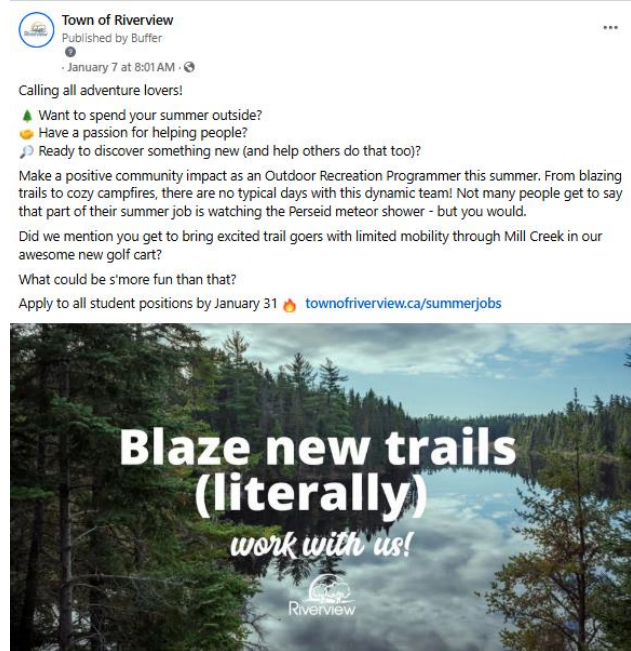 Town of Riverview
Published by Buffer
· January 7 at 8:01 AM ·
Calling all adventure lovers!
🌲 Want to spend your summer outside?
🤝 Have a passion for helping people?
🔎 Ready to discover something new (and help others do that too)?
Make a positive community impact as an Outdoor Recreation Programmer this summer. From blazing
trails to cozy campfires, there are no typical days with this dynamic team! Not many people get to say
that part of their summer job is watching the Perseid meteor shower - but you would.
Did we mention you get to bring excited trail goers with limited mobility through Mill Creek in our
awesome new golf cart?
What could be s'more fun than that?
Apply to all student positions by January 31 🔥 townofriverview.ca/summerjobs
Blaze new trails
(literally)
work with us!
Riverview